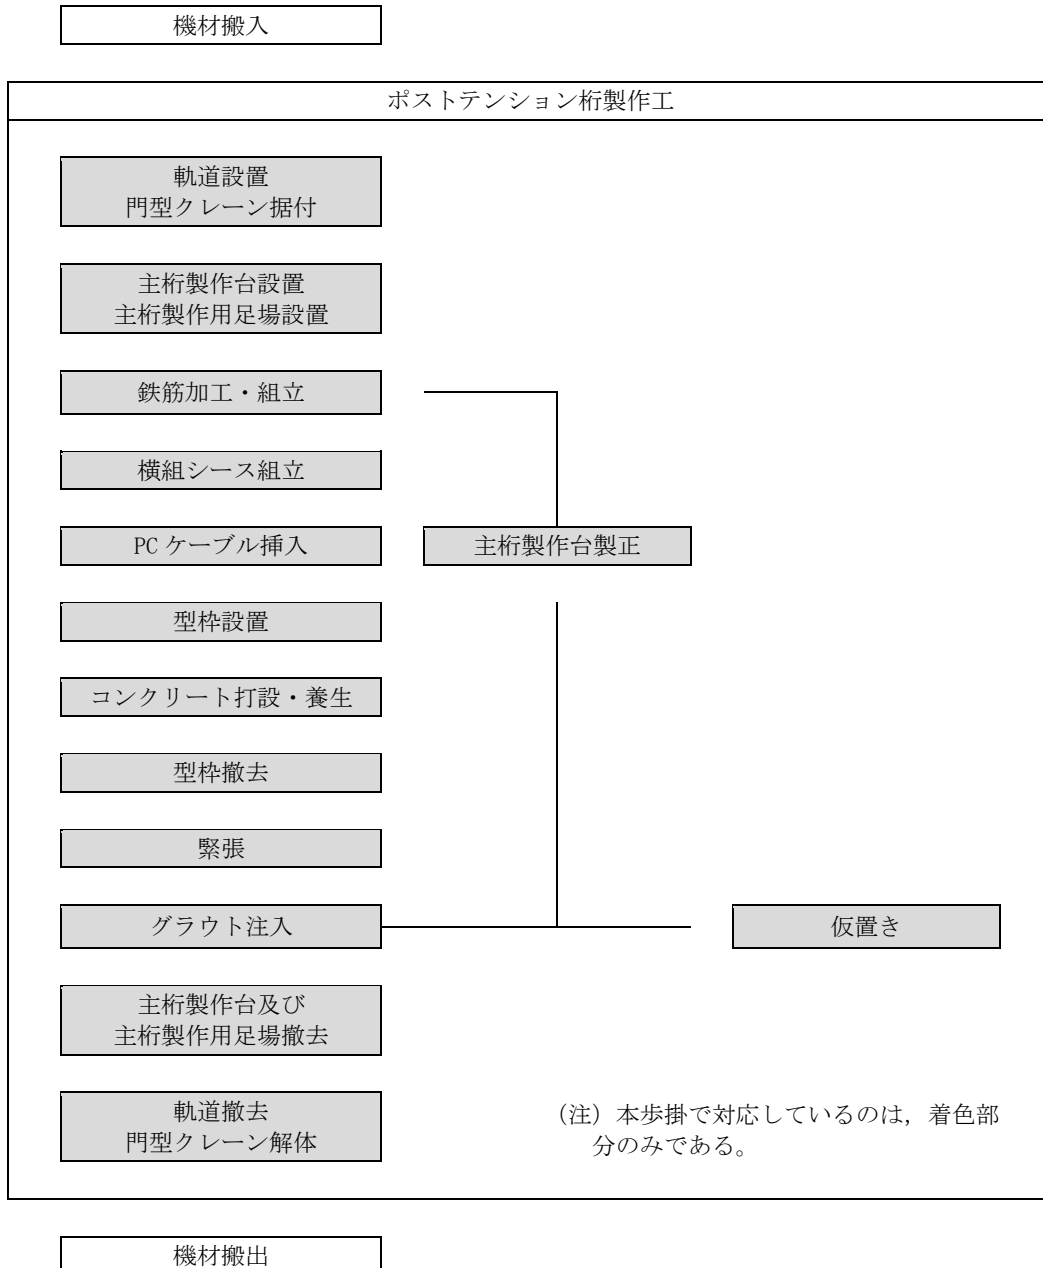 機材搬入
ポストテンション桁製作工
軌道設置
門型クレーン据付
主桁製作台設置
主桁製作用足場設置
鉄筋加工・組立
横組シース組立
PC ケーブル挿入
主桁製作台製正
型枠設置
コンクリート打設・養生
型枠撤去
緊張
グラウト注入
仮置き
主桁製作台及び
主桁製作用足場撤去
軌道撤去
門型クレーン解体
(注）本歩掛で対応しているのは，着色部
分のみである。
機材搬出